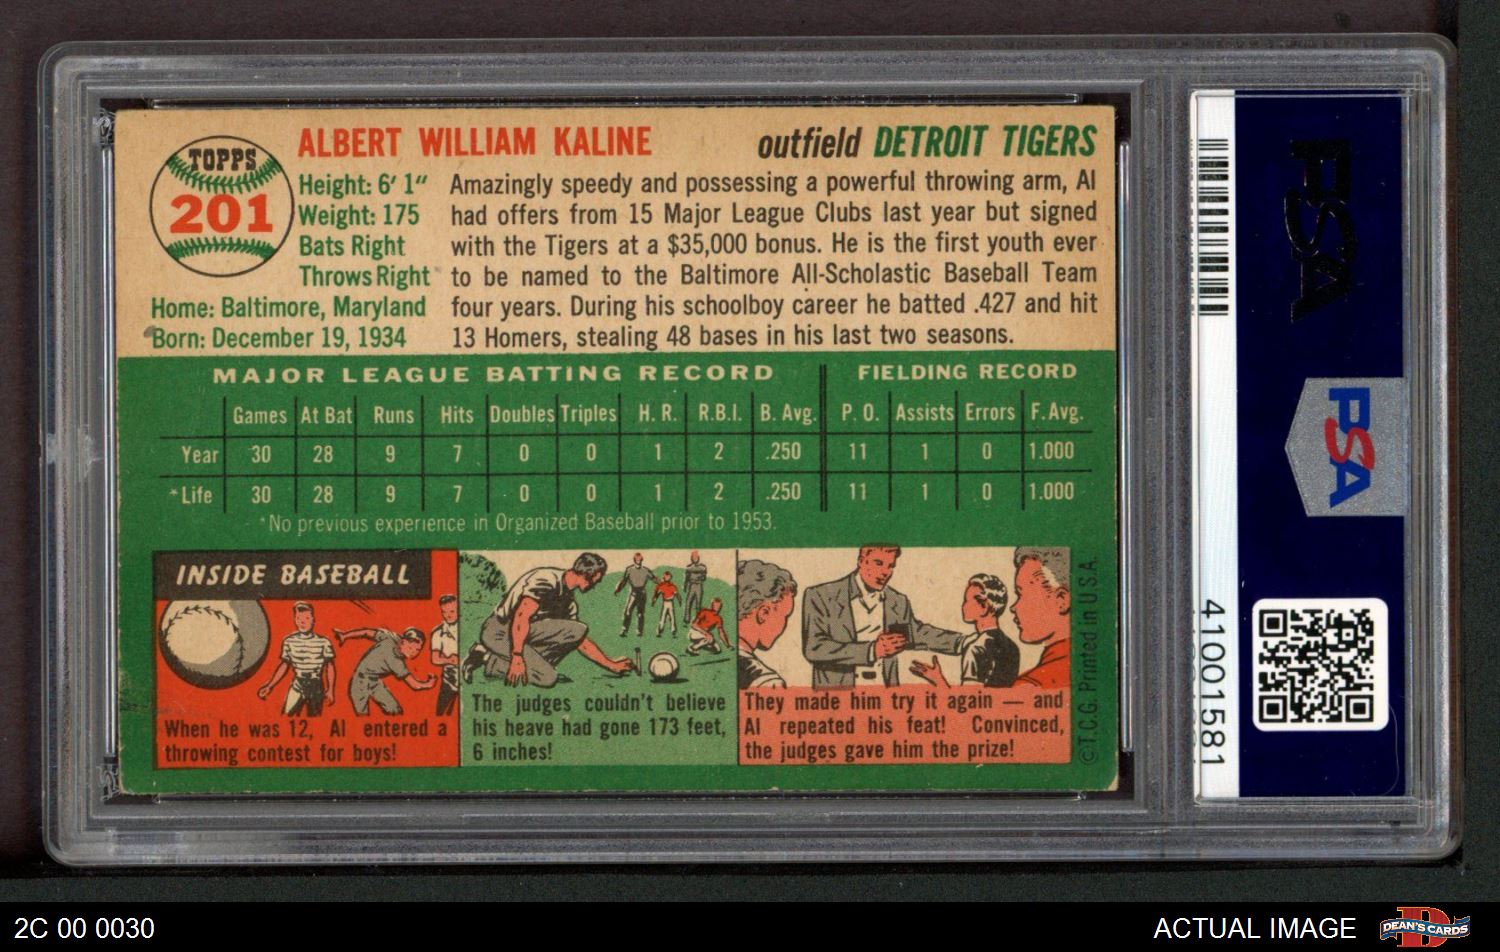 TOPPS
201
ALBERT WILLIAM KALINE
outfield DETROIT TIGERS
Height: 6' 1"
Weight: 175
Bats Right
Throws Right
Home: Baltimore, Maryland
Born: December 19, 1934
Amazingly speedy and possessing a powerful throwing arm, Al
had offers from 15 Major League Clubs last year but signed
with the Tigers at a $35,000 bonus. He is the first youth ever
to be named to the Baltimore All-Scholastic Baseball Team
four years. During his schoolboy career he batted .427 and hit
13 Homers, stealing 48 bases in his last two seasons.
MAJOR LEAGUE BATTING RECORD FIELDING RECORD
Games At Bat Runs Hits Doubles Triples H. R. R.B.I. B. Avg. P. O. Assists Errors F. Avg.
Year 30 28 9 7 0 0 1 2 .250 11 1 0 1.000
*Life 30 28 9 7 0 0 1 2 .250 11 1 0 1.000
*No previous experience in Organized Baseball prior to 1953.
INSIDE BASEBALL
When he was 12, Al entered a
throwing contest for boys!
The judges couldn't believe
his heave had gone 173 feet,
6 inches!
They made him try it again — and
Al repeated his feat! Convinced,
the judges gave him the prize!
©T.C.G. Printed in U.S.A.
PSA
PSA
41001581
2C 00 0030
ACTUAL IMAGE
D
DEAN'S CARDS